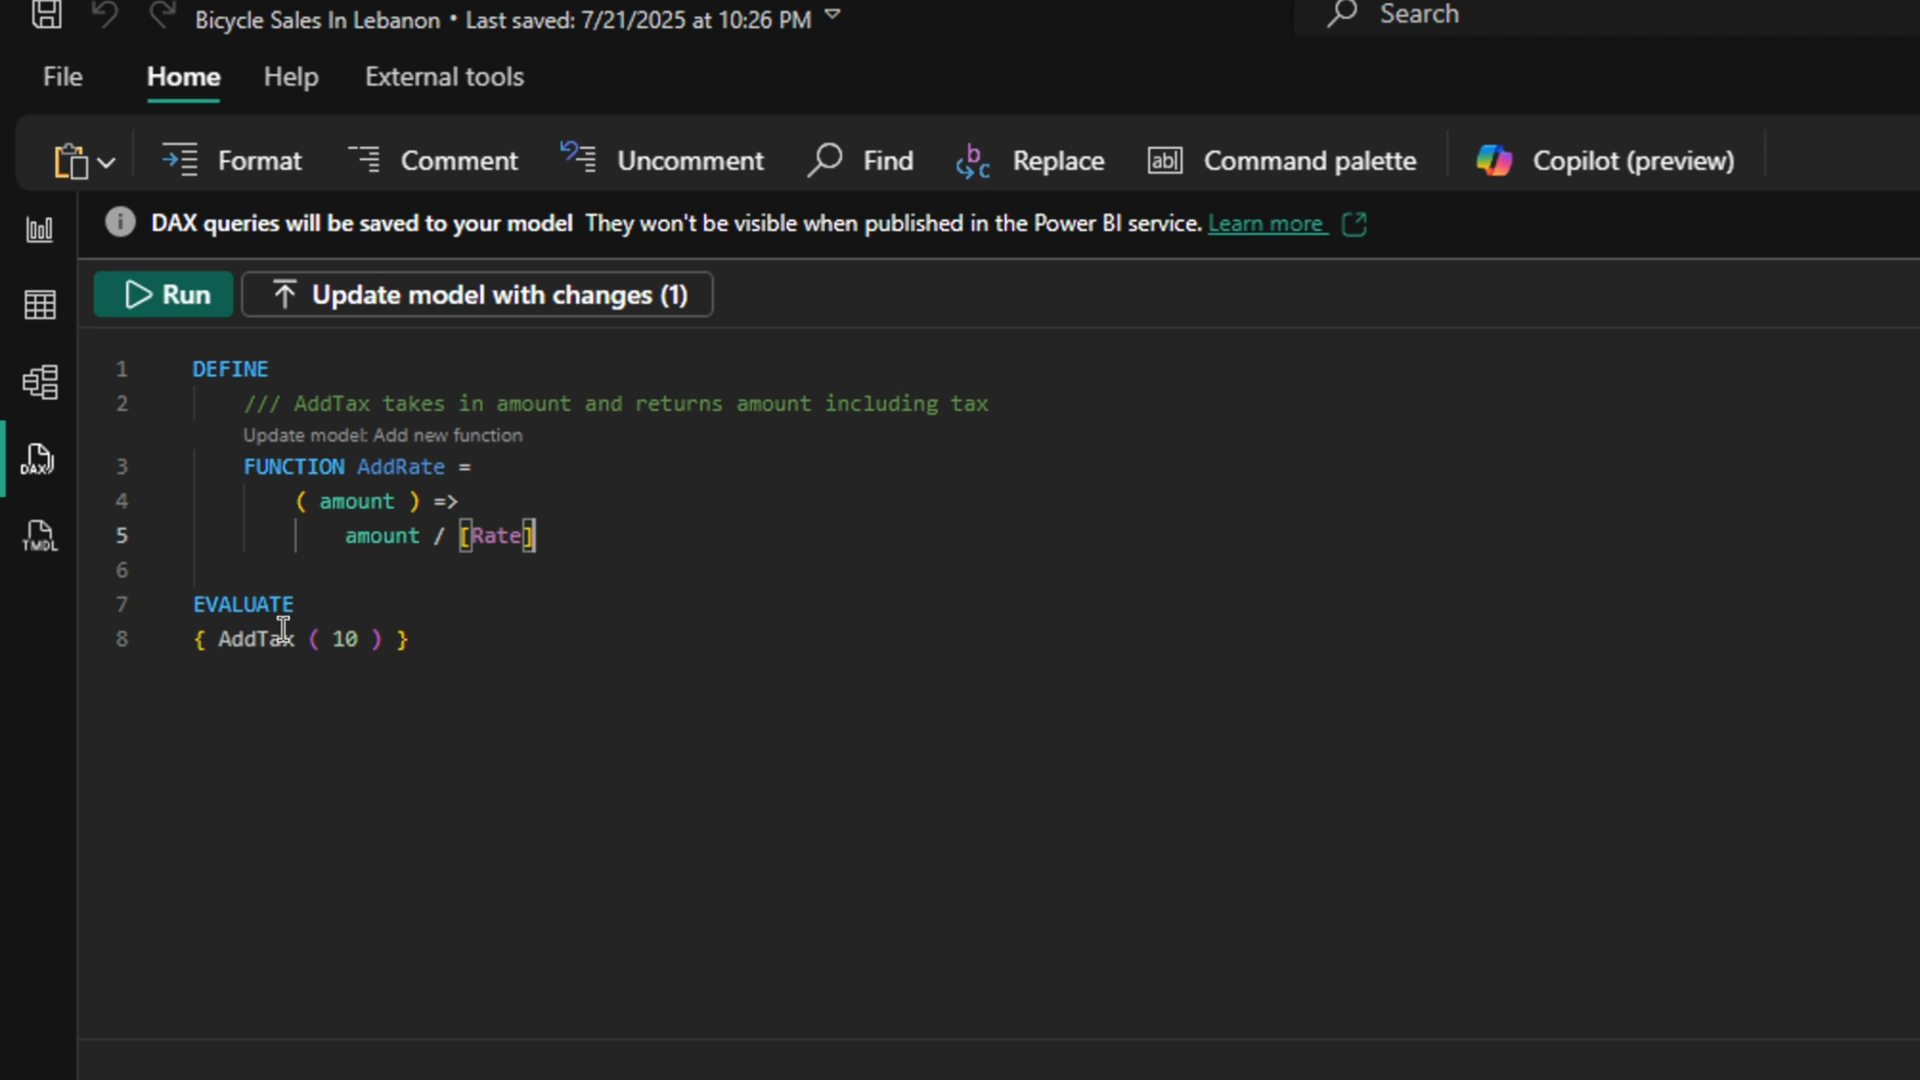 Bicycle Sales In Lebanon • Last saved: 7/21/2025 at 10:26 PM
Search
File Home Help External tools
Format Comment Uncomment Find Replace Command palette Copilot (preview)
DAX queries will be saved to your model They won't be visible when published in the Power BI service. Learn more
Run Update model with changes (1)
1 DEFINE
2 /// AddTax takes in amount and returns amount including tax
Update model: Add new function
3 FUNCTION AddRate =
4 ( amount ) =>
5 amount / [Rate]
6
7 EVALUATE
8 { AddTax ( 10 ) }
DAX
TMDL